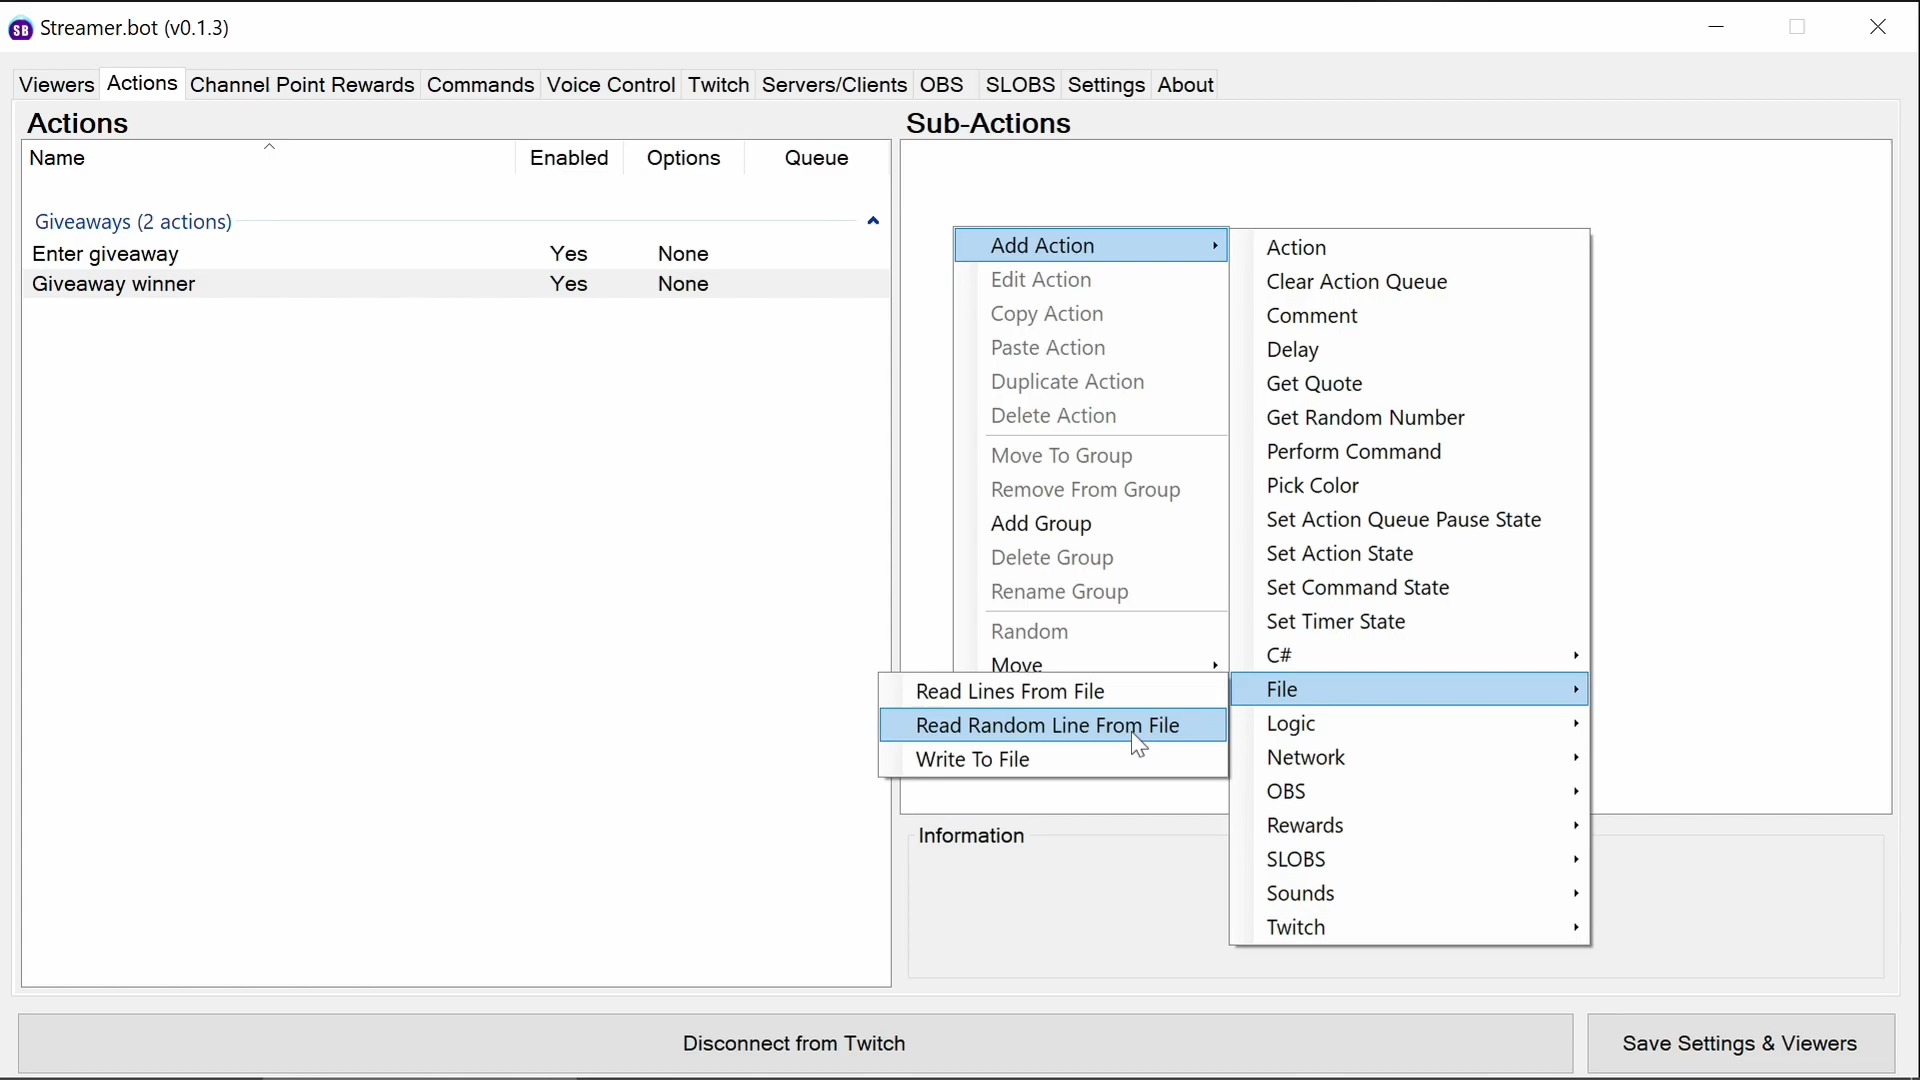 SB Streamer.bot (v0.1.3)
Viewers Actions Channel Point Rewards Commands Voice Control Twitch Servers/Clients OBS SLOBS Settings About
Actions
Name Enabled Options Queue
Giveaways (2 actions)
Enter giveaway Yes None
Giveaway winner Yes None
Sub-Actions
Add Action
Edit Action
Copy Action
Paste Action
Duplicate Action
Delete Action
Move To Group
Remove From Group
Add Group
Delete Group
Rename Group
Random
Move
Action
Clear Action Queue
Comment
Delay
Get Quote
Get Random Number
Perform Command
Pick Color
Set Action Queue Pause State
Set Action State
Set Command State
Set Timer State
C#
File
Logic
Network
OBS
Rewards
SLOBS
Sounds
Twitch
Read Lines From File
Read Random Line From File
Write To File
Information
Disconnect from Twitch
Save Settings & Viewers